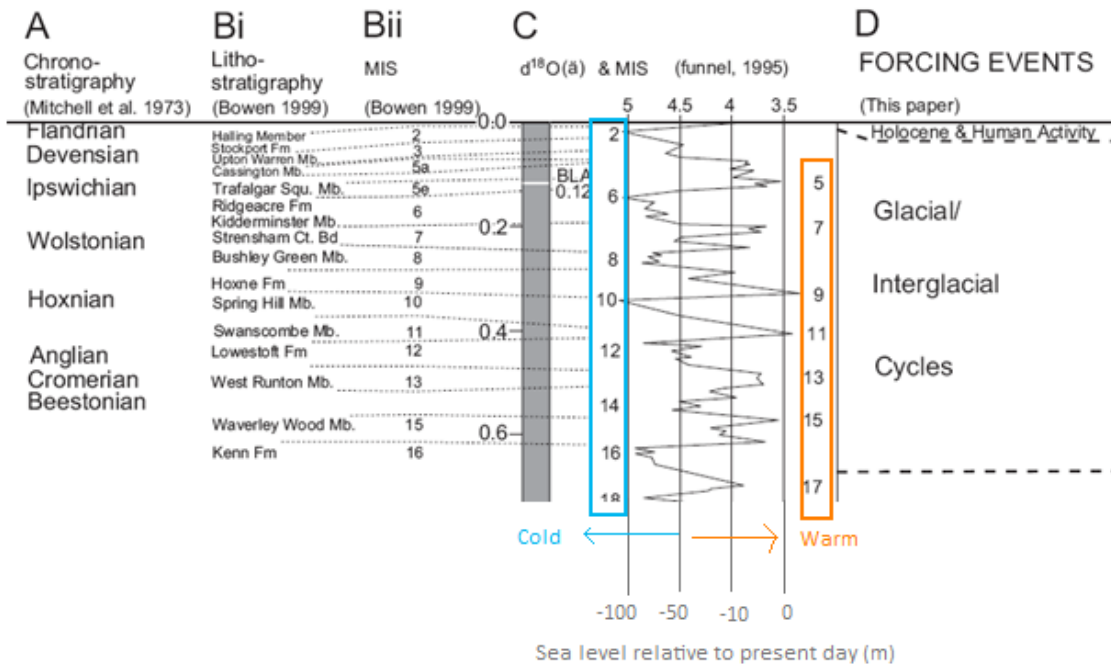 A Bi Bii C D
Chrono-
stratigraphy
(Mitchell et al. 1973)
Litho-
stratigraphy
(Bowen 1999)
MIS
(Bowen 1999)
d¹⁸O(ä) & MIS (funnel, 1995)
FORCING EVENTS
(This paper)
5 4.5 4 3.5
Flandrian
Devensian
Ipswichian
Wolstonian
Hoxnian
Anglian
Cromerian
Beestonian
Halling Member
Stockport Fm
Upton Warren Mb.
Cassington Mb.
Trafalgar Squ. Mb.
Ridgeacre Fm
Kidderminster Mb.
Strensham Ct. Bd
Bushley Green Mb.
Hoxne Fm
Spring Hill Mb.
Swanscombe Mb.
Lowestoft Fm
West Runton Mb.
Waverley Wood Mb.
Kenn Fm
2
3
5a
5e
6
7
8
9
10
11
12
13
15
16
0.0
0.2
0.4
0.6
BLA
0.12
2
6
8
10
12
14
16
18
5
7
9
11
13
15
17
Holocene & Human Activity
Glacial/
Interglacial
Cycles
Cold
Warm
-100 -50 -10 0
Sea level relative to present day (m)